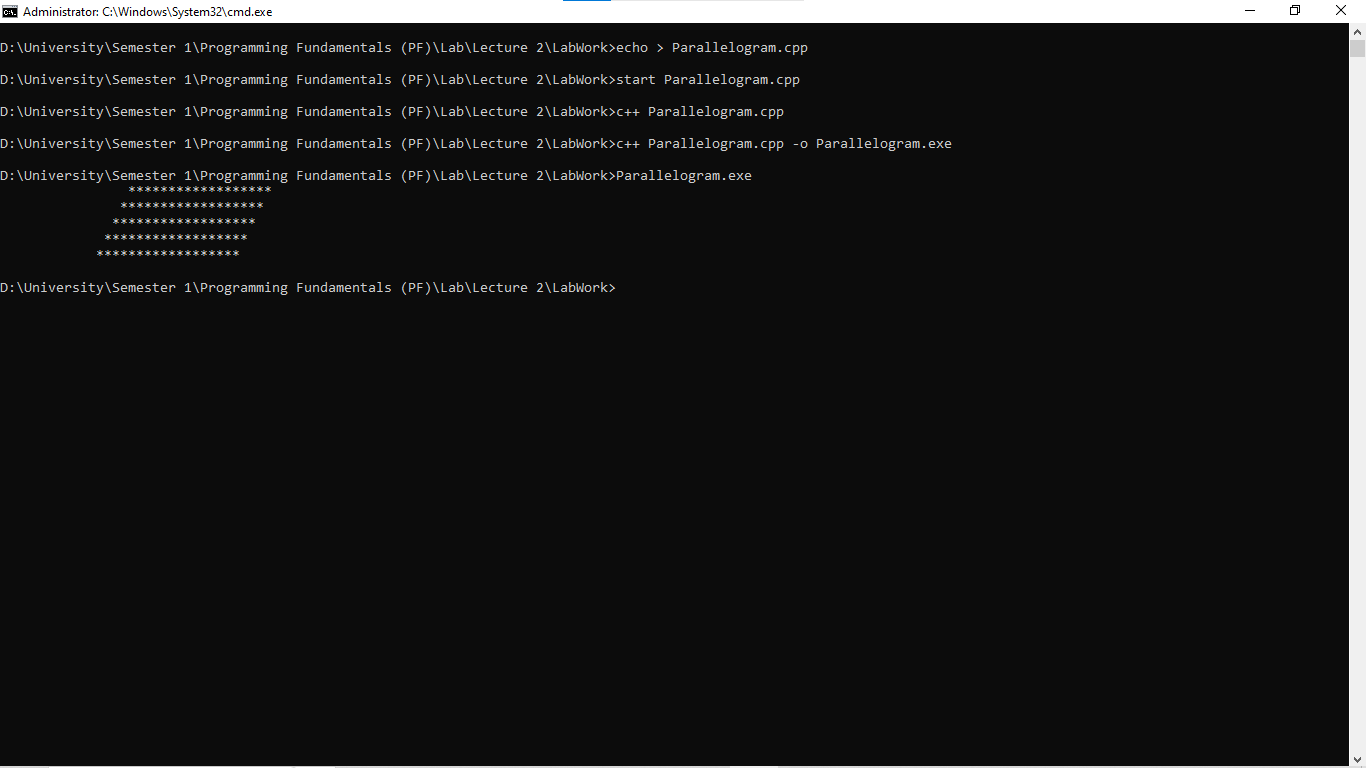 Administrator: C:\Windows\System32\cmd.exe
D:\University\Semester 1\Programming Fundamentals (PF)\Lab\Lecture 2\LabWork>echo > Parallelogram.cpp
D:\University\Semester 1\Programming Fundamentals (PF)\Lab\Lecture 2\LabWork>start Parallelogram.cpp
D:\University\Semester 1\Programming Fundamentals (PF)\Lab\Lecture 2\LabWork>c++ Parallelogram.cpp
D:\University\Semester 1\Programming Fundamentals (PF)\Lab\Lecture 2\LabWork>c++ Parallelogram.cpp -o Parallelogram.exe
D:\University\Semester 1\Programming Fundamentals (PF)\Lab\Lecture 2\LabWork>Parallelogram.exe
                ******************
               ******************
              ******************
             ******************
            ******************
D:\University\Semester 1\Programming Fundamentals (PF)\Lab\Lecture 2\LabWork>